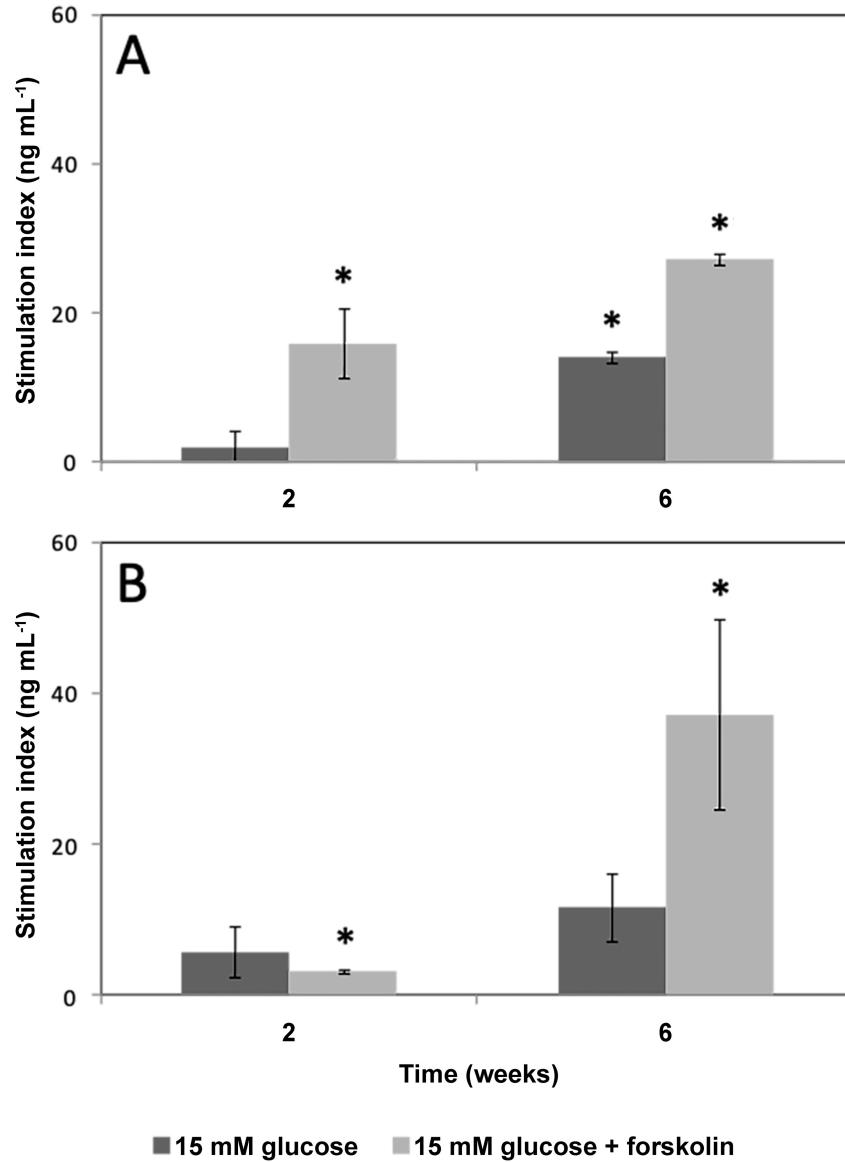 60
A
40
20
0
Stimulation index (ng mL⁻¹)
*
*
*
2
6
60
B
40
20
0
Stimulation index (ng mL⁻¹)
*
*
2
6
Time (weeks)
15 mM glucose
15 mM glucose + forskolin